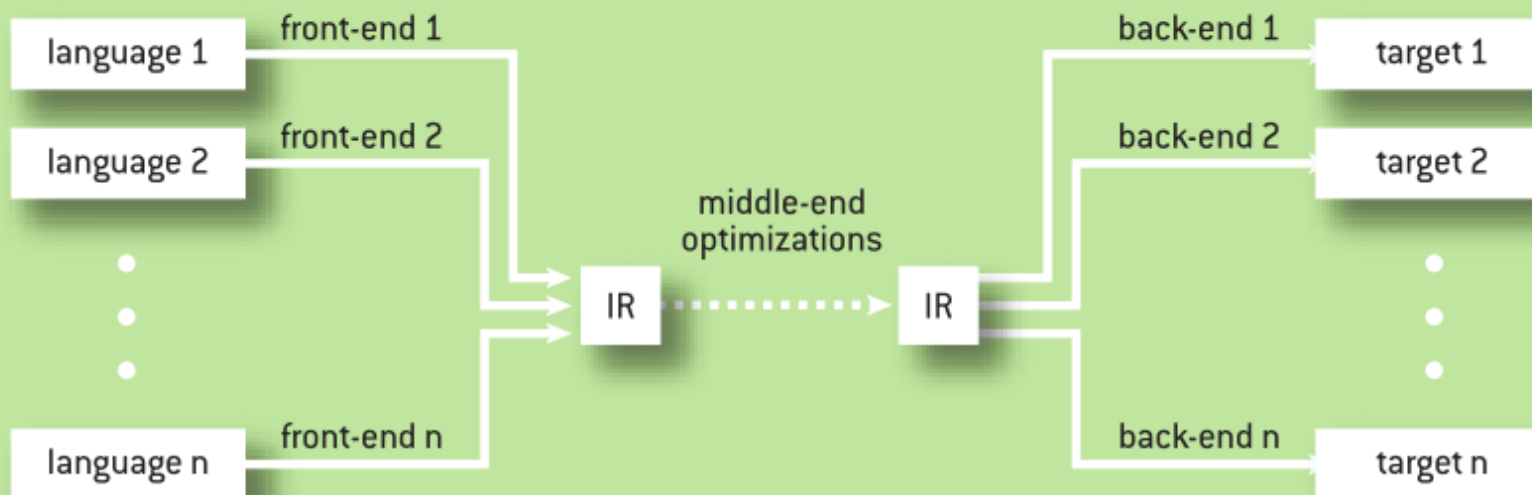 language 1
front-end 1
back-end 1
target 1
language 2
front-end 2
back-end 2
target 2
middle-end
optimizations
IR
IR
language n
front-end n
back-end n
target n